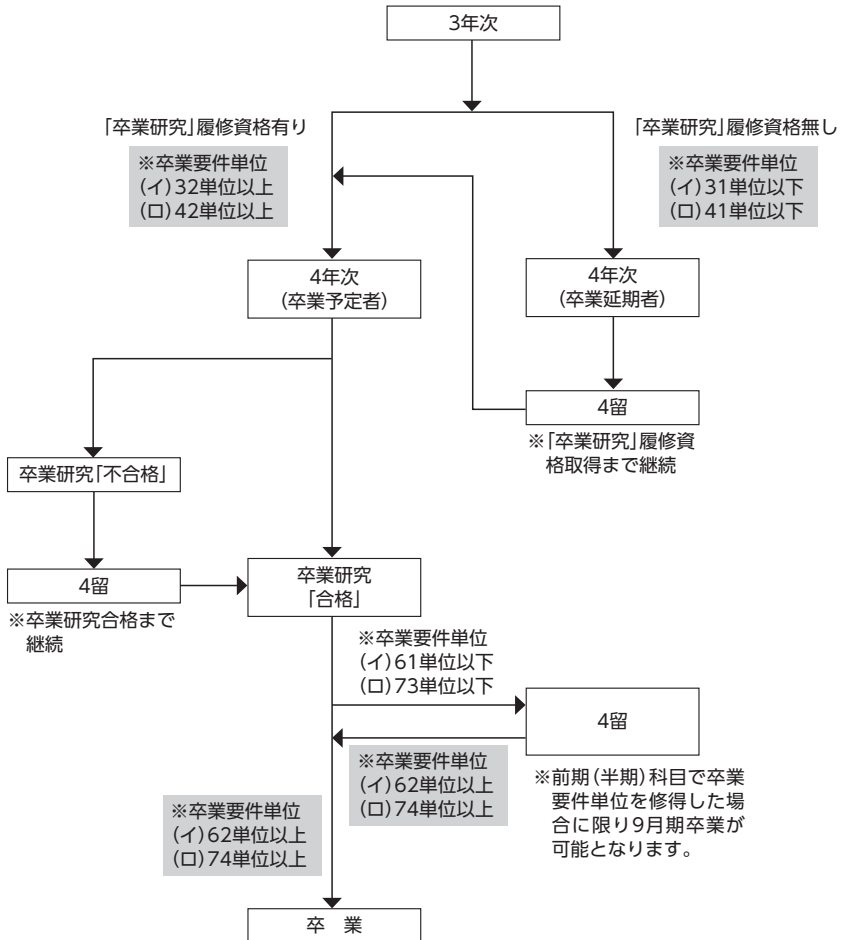 3年次
「卒業研究」履修資格有り
※卒業要件単位
(イ)32単位以上
(ロ)42単位以上
「卒業研究」履修資格無し
※卒業要件単位
(イ)31単位以下
(ロ)41単位以下
4年次
(卒業予定者)
4年次
(卒業延期者)
4留
※「卒業研究」履修資
格取得まで継続
卒業研究「不合格」
4留
※卒業研究合格まで
継続
卒業研究
「合格」
※卒業要件単位
(イ)61単位以下
(ロ)73単位以下
4留
※前期(半期)科目で卒業
要件単位を修得した場
合に限り9月期卒業が
可能となります。
※卒業要件単位
(イ)62単位以上
(ロ)74単位以上
※卒業要件単位
(イ)62単位以上
(ロ)74単位以上
卒　業